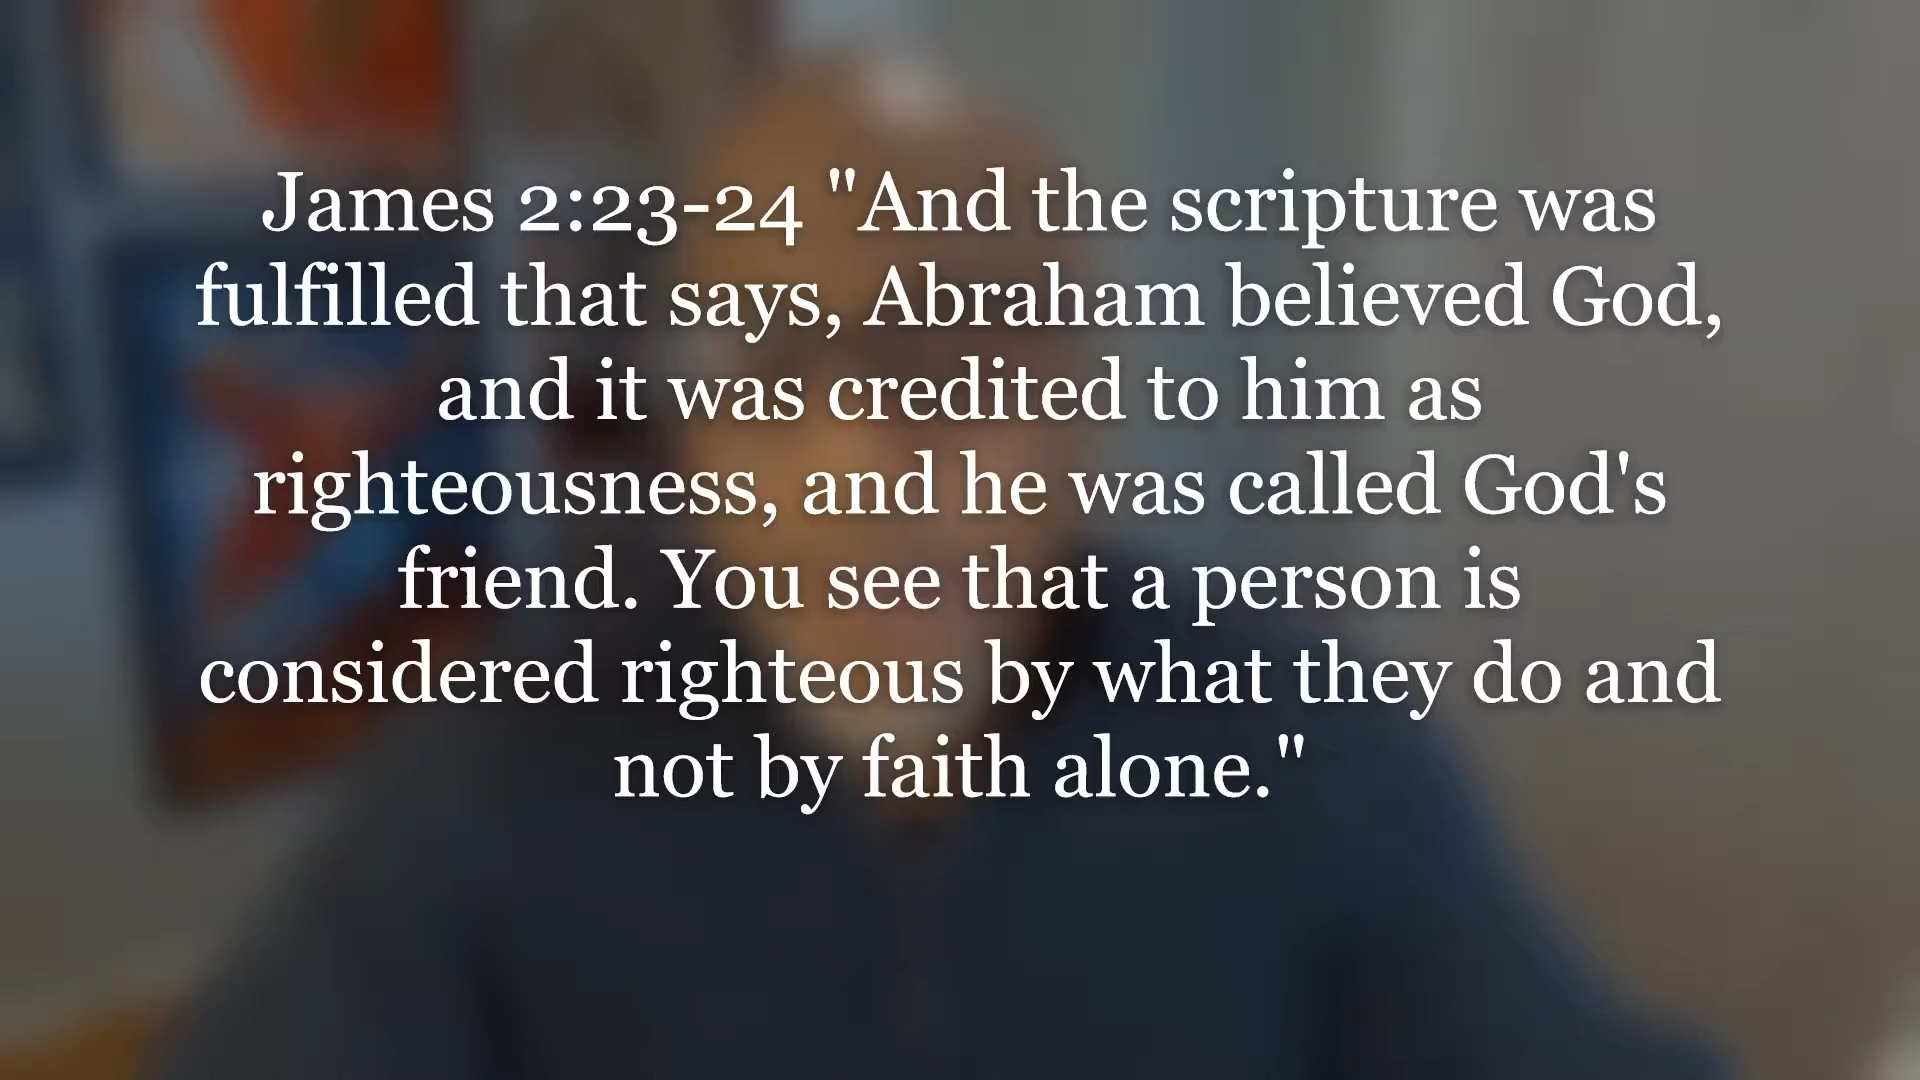 James 2:23-24 "And the scripture was
fulfilled that says, Abraham believed God,
and it was credited to him as
righteousness, and he was called God's
friend. You see that a person is
considered righteous by what they do and
not by faith alone."